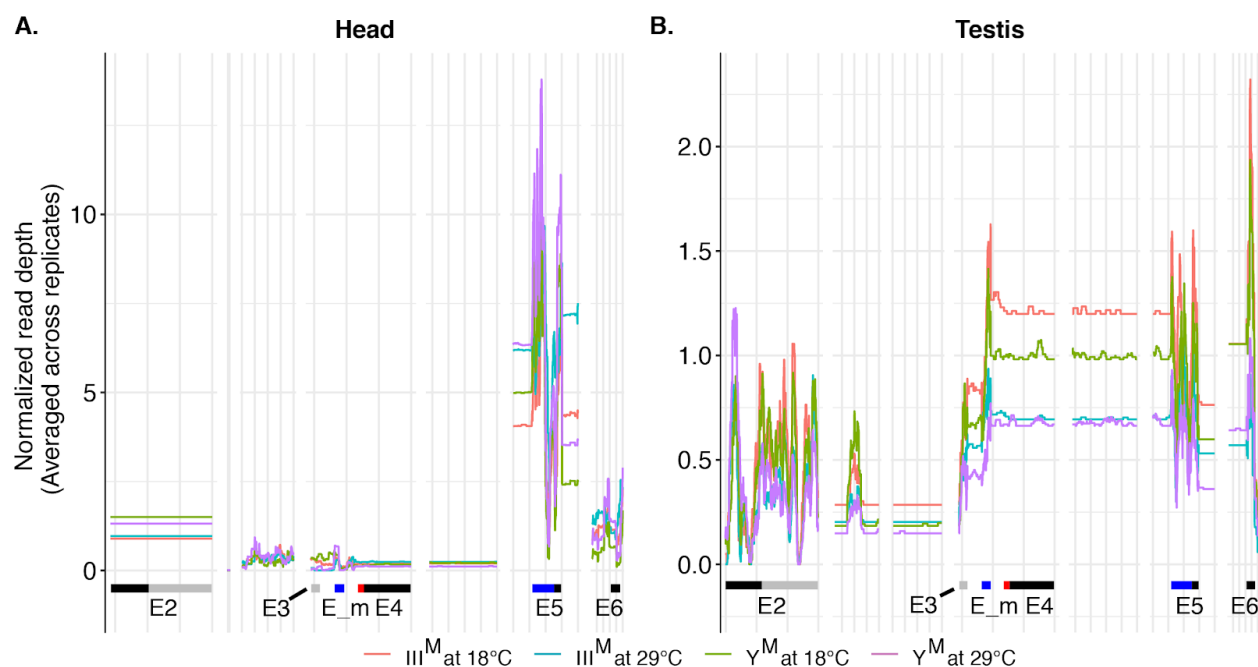 A.
Head
B.
Testis
Normalized read depth
(Averaged across replicates)
10
5
0
2.0
1.5
1.0
0.5
0.0
E2
E3
E_m
E4
E5
E6
E2
E3
E_m
E4
E5
E6
III^M at 18°C
III^M at 29°C
Y^M at 18°C
Y^M at 29°C